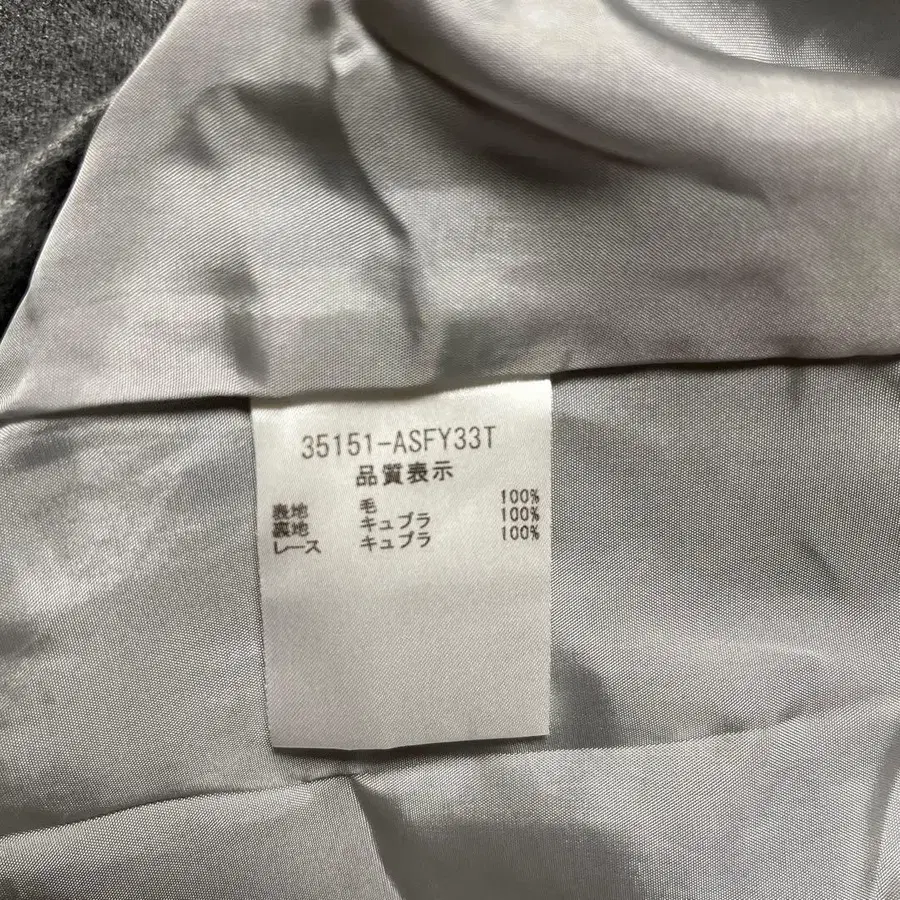 35151-ASFY33T
品質表示
表地 毛 100%
裏地 キュプラ 100%
レース キュプラ 100%